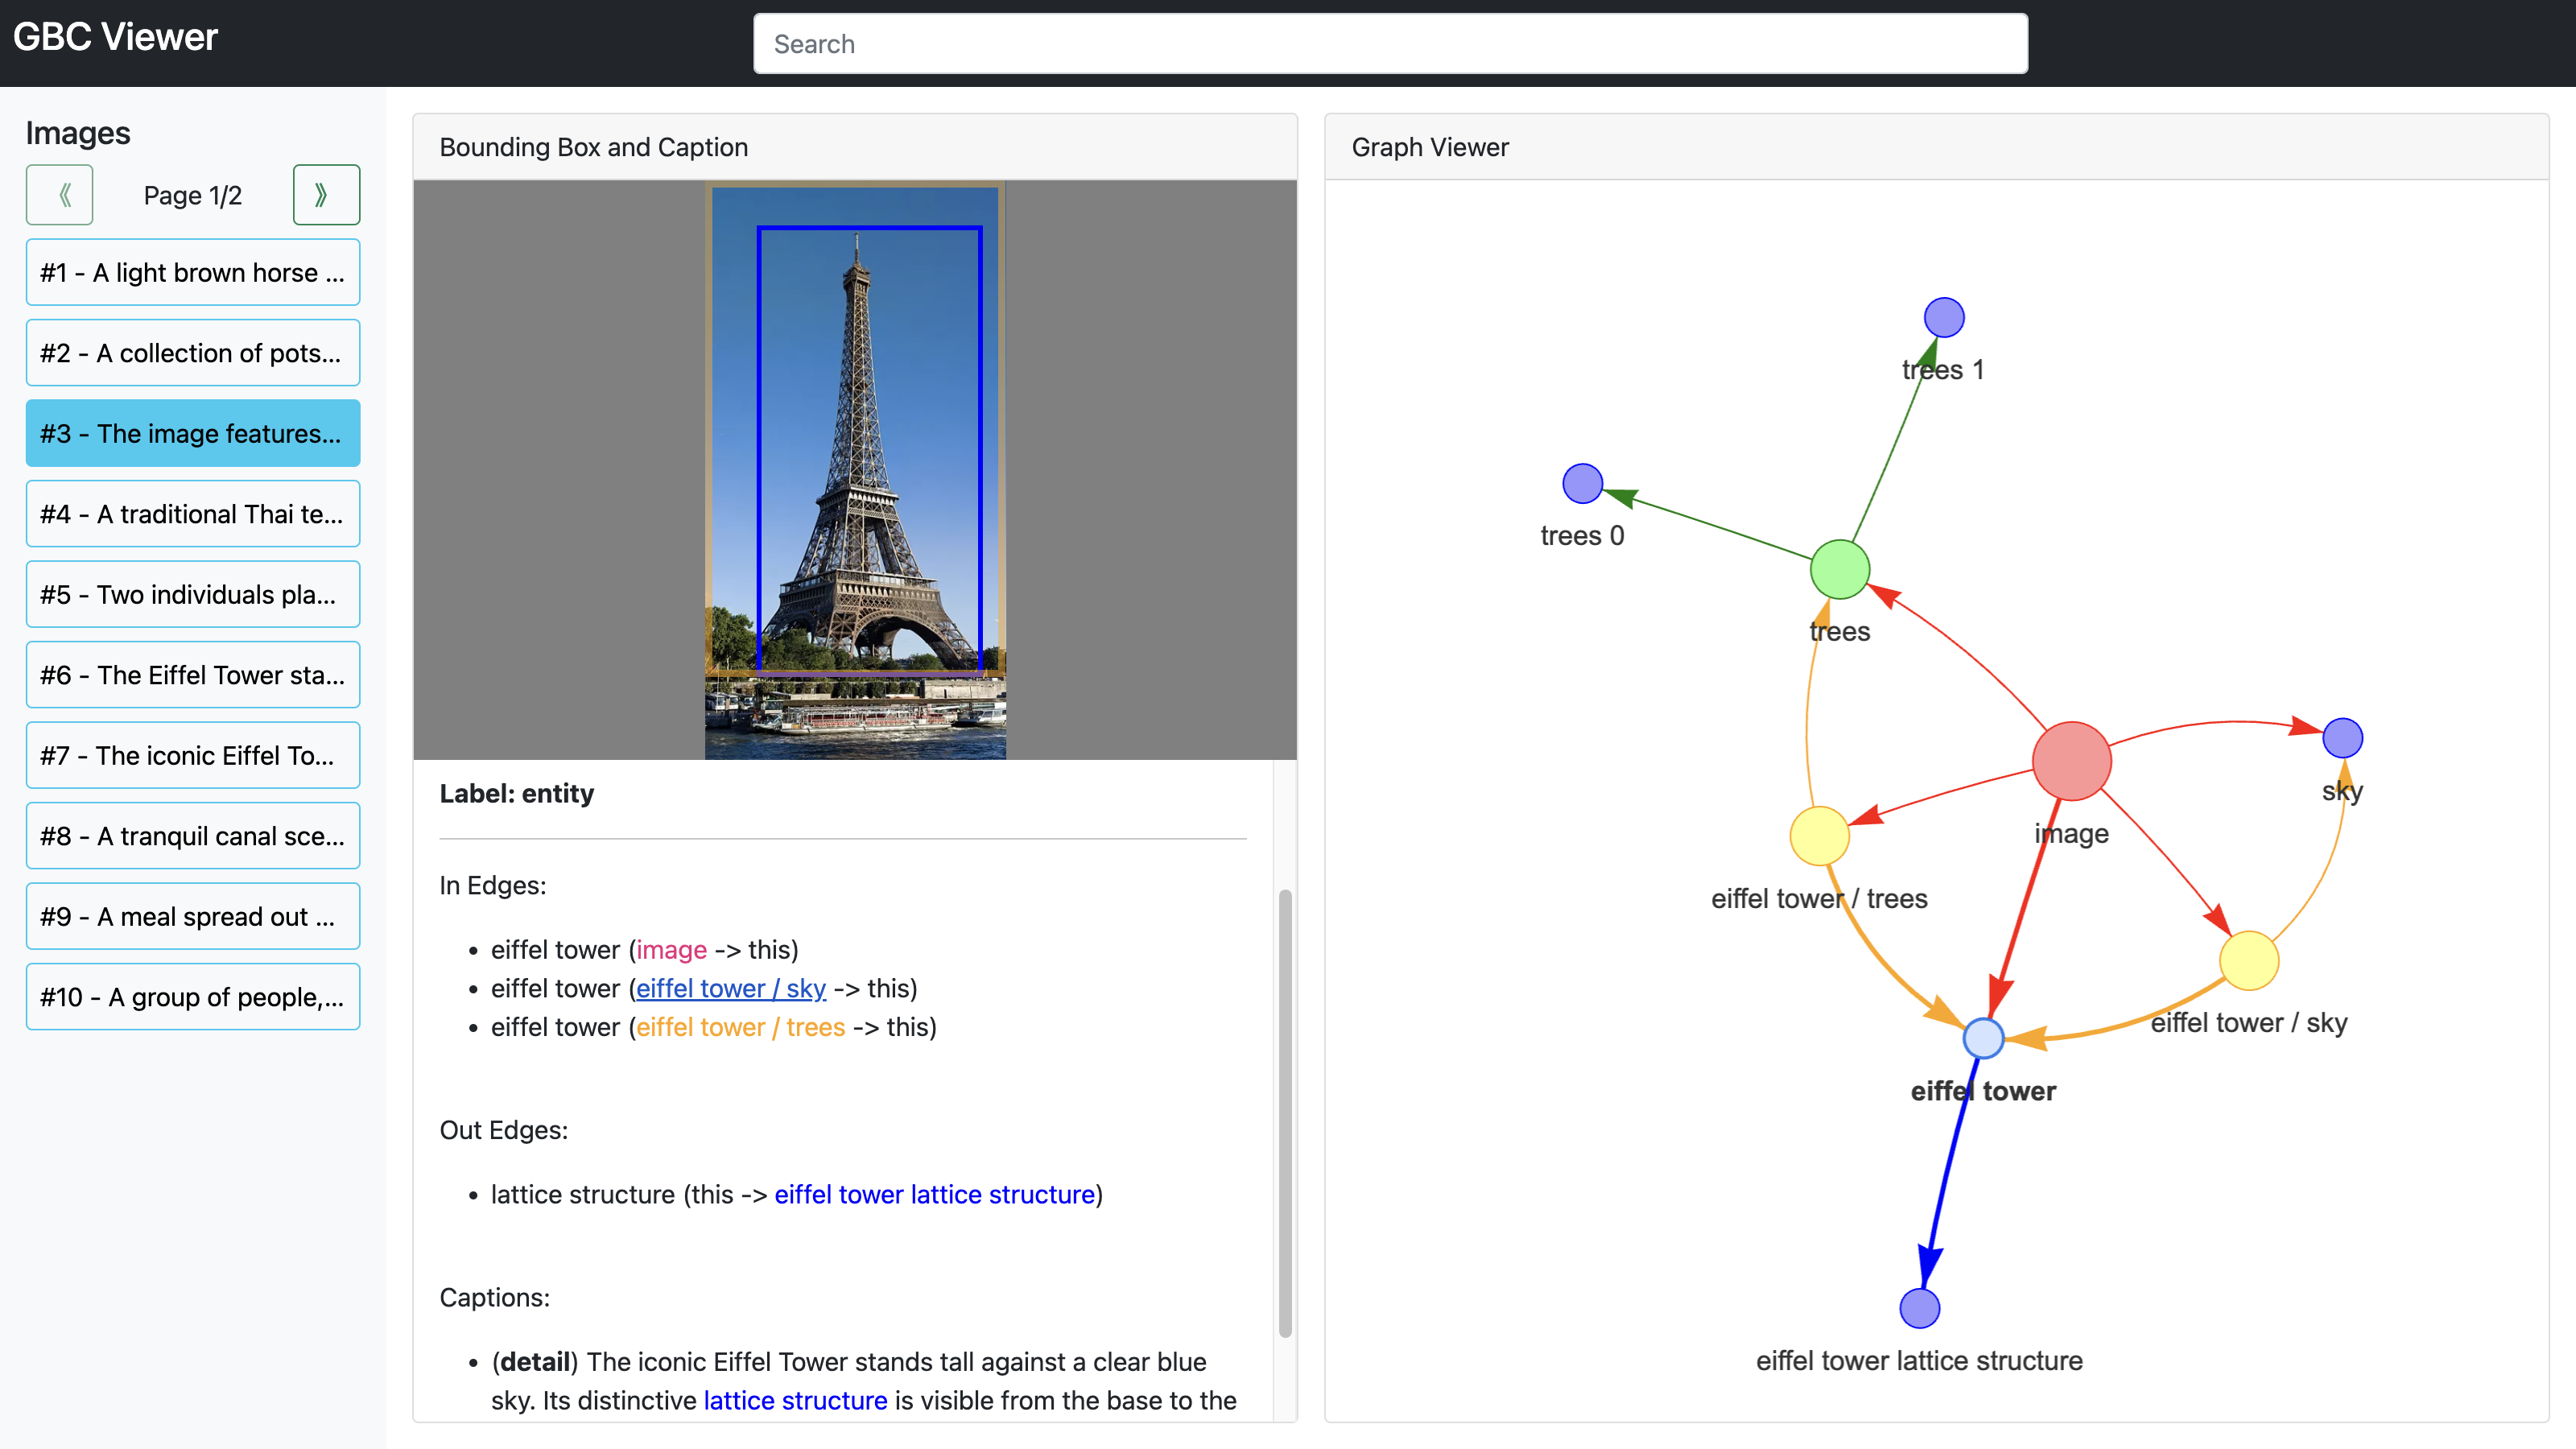 GBC Viewer
Search
Images
《
Page 1/2
》
#1 - A light brown horse ...
#2 - A collection of pots...
#3 - The image features...
#4 - A traditional Thai te...
#5 - Two individuals pla...
#6 - The Eiffel Tower sta...
#7 - The iconic Eiffel To...
#8 - A tranquil canal sce...
#9 - A meal spread out ...
#10 - A group of people,...
Bounding Box and Caption
Label: entity
In Edges:
• eiffel tower (image -> this)
• eiffel tower (eiffel tower / sky -> this)
• eiffel tower (eiffel tower / trees -> this)
Out Edges:
• lattice structure (this -> eiffel tower lattice structure)
Captions:
• (detail) The iconic Eiffel Tower stands tall against a clear blue
sky. Its distinctive lattice structure is visible from the base to the
Graph Viewer
trees 1
trees 0
trees
sky
image
eiffel tower / trees
eiffel tower / sky
eiffel tower
eiffel tower lattice structure